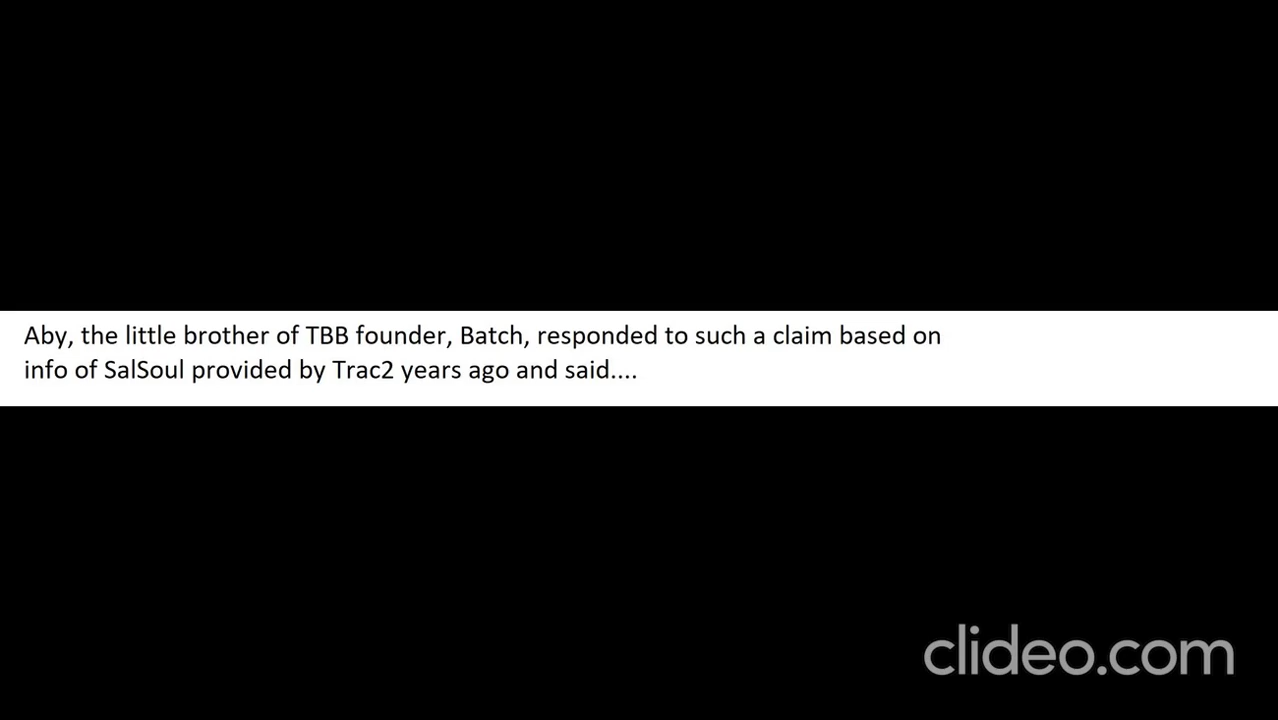 Aby, the little brother of TBB founder, Batch, responded to such a claim based on
info of SalSoul provided by Trac2 years ago and said....
clideo.com